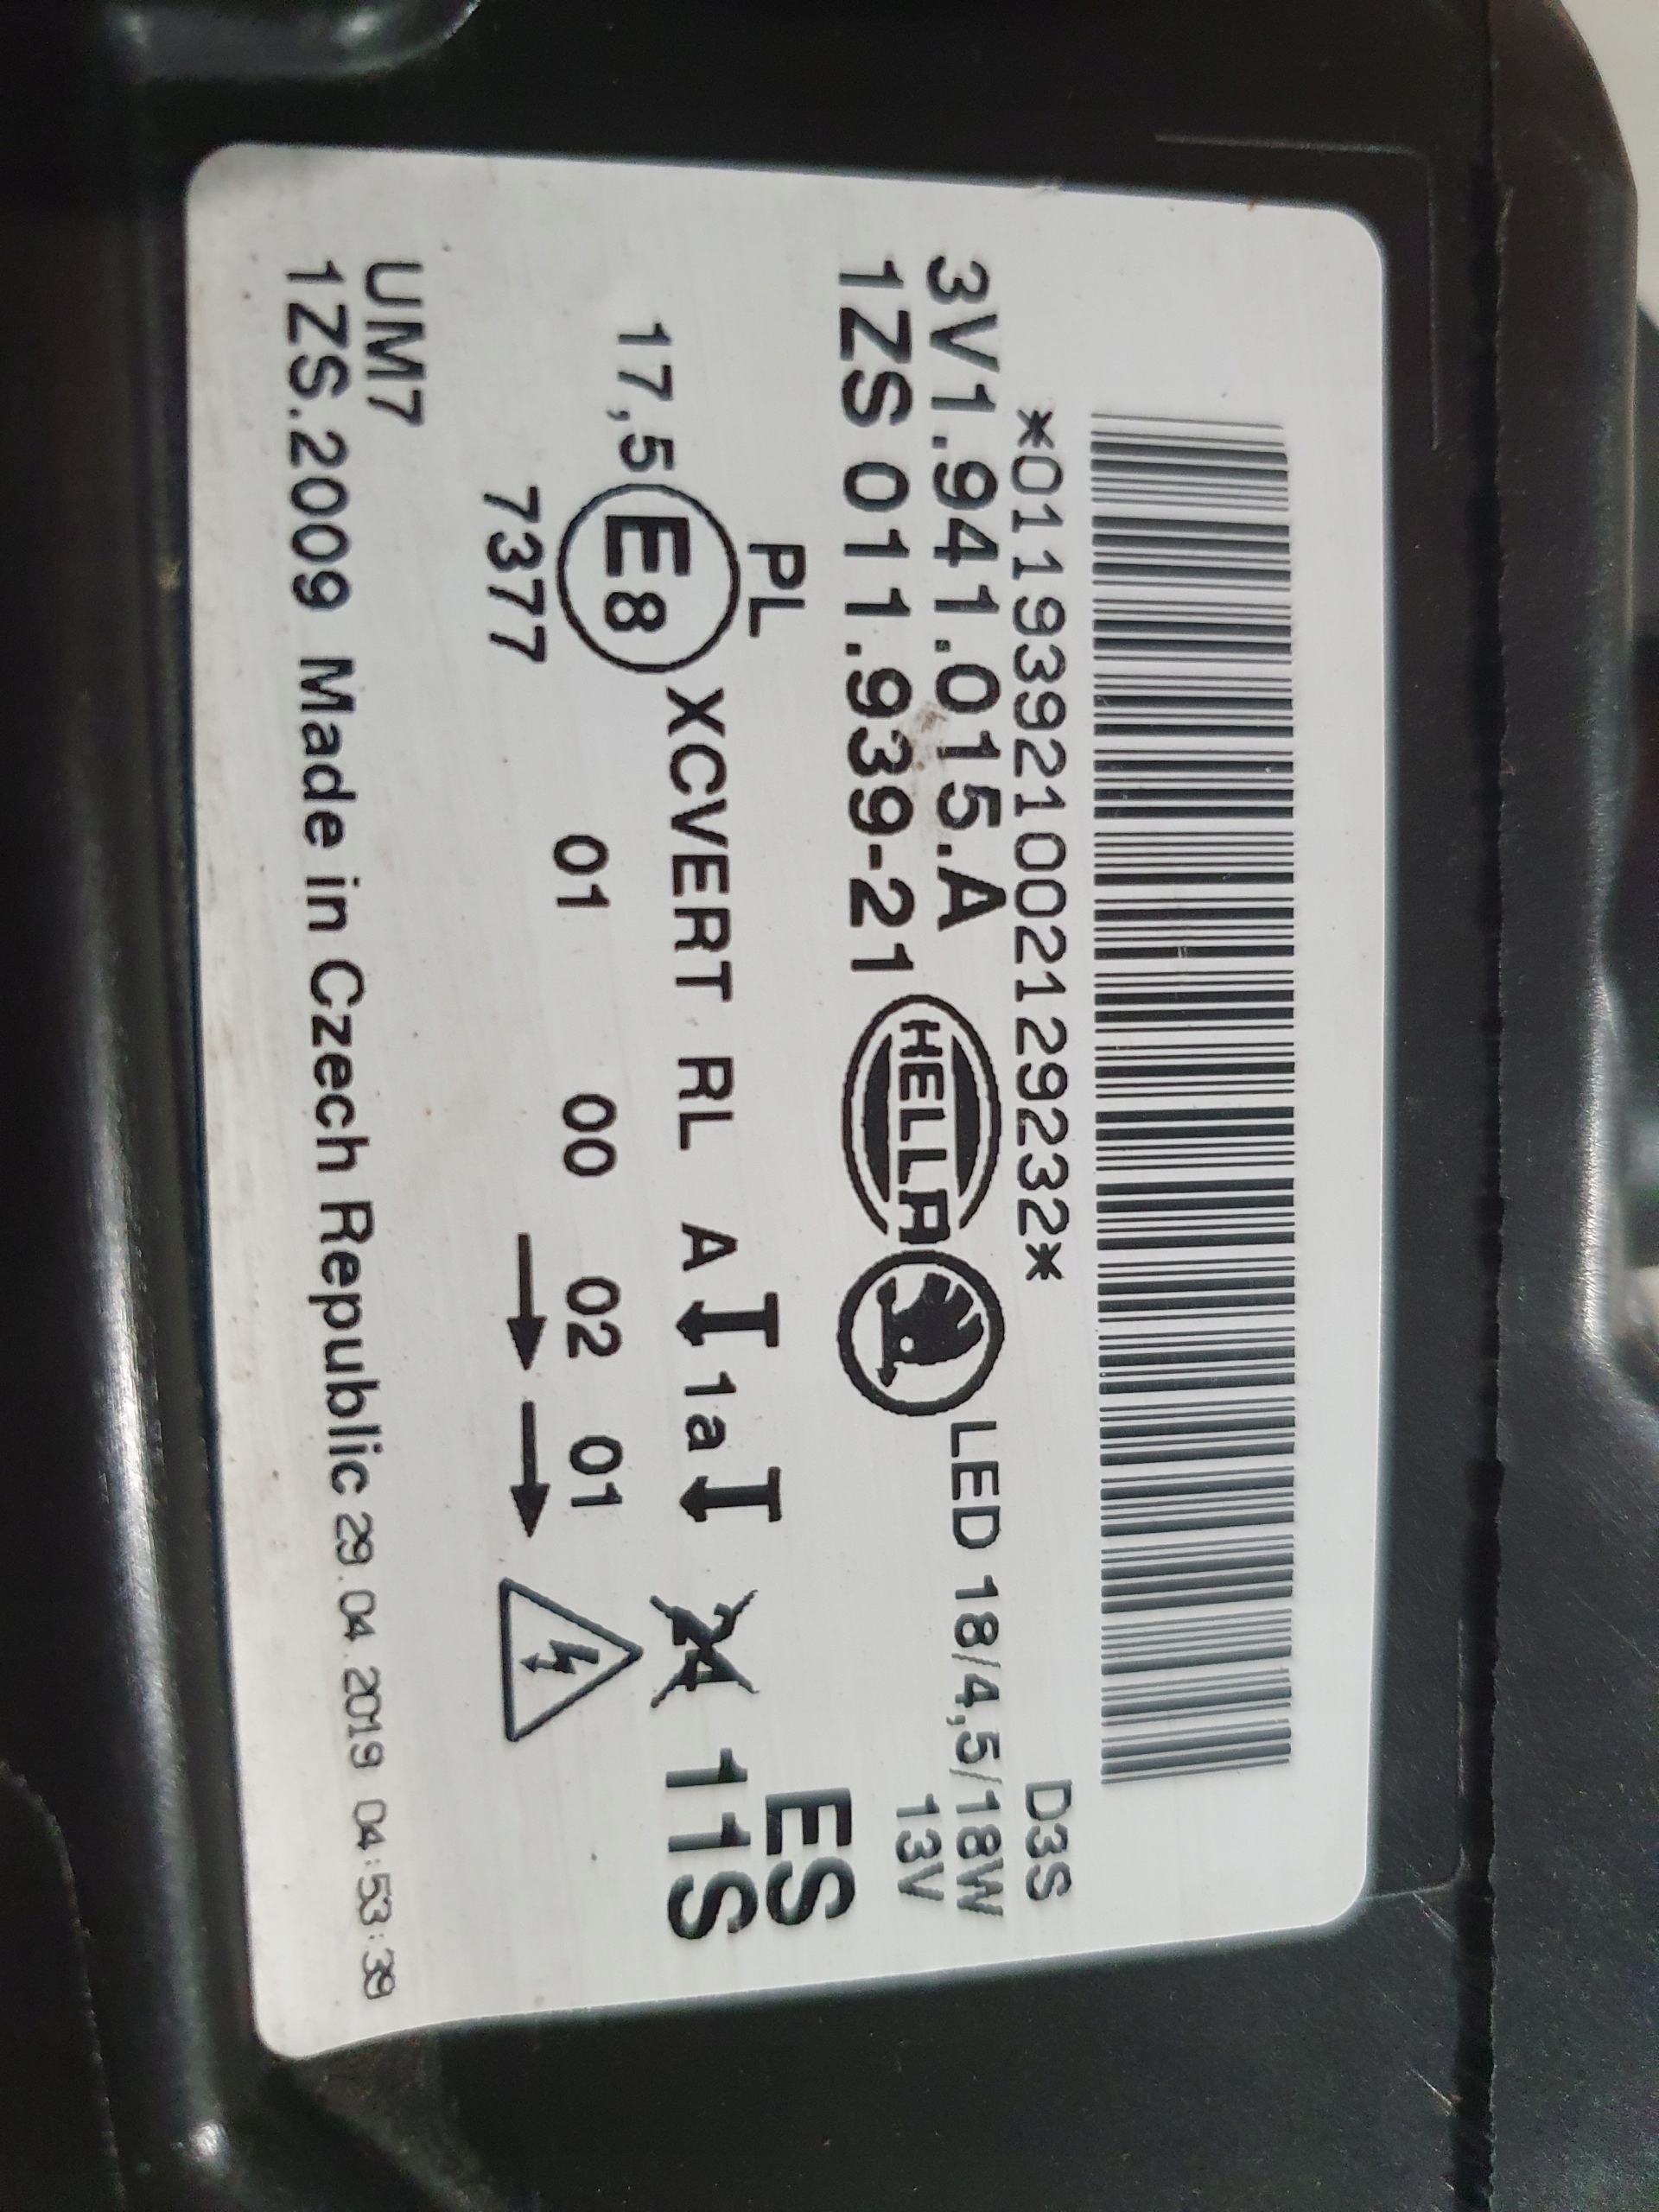 *0119392100212929232*
D3S
3V1.941.015.A
LED 18/4,5/18W
1ZS 011.939-21
HELLA
13V
PL
ES
17,5 E8 XCVERT RL A 1a 24 11S
7377 01 00 02 01
UM7
1ZS.2009 Made in Czech Republic 29.04.2019 04:53:39